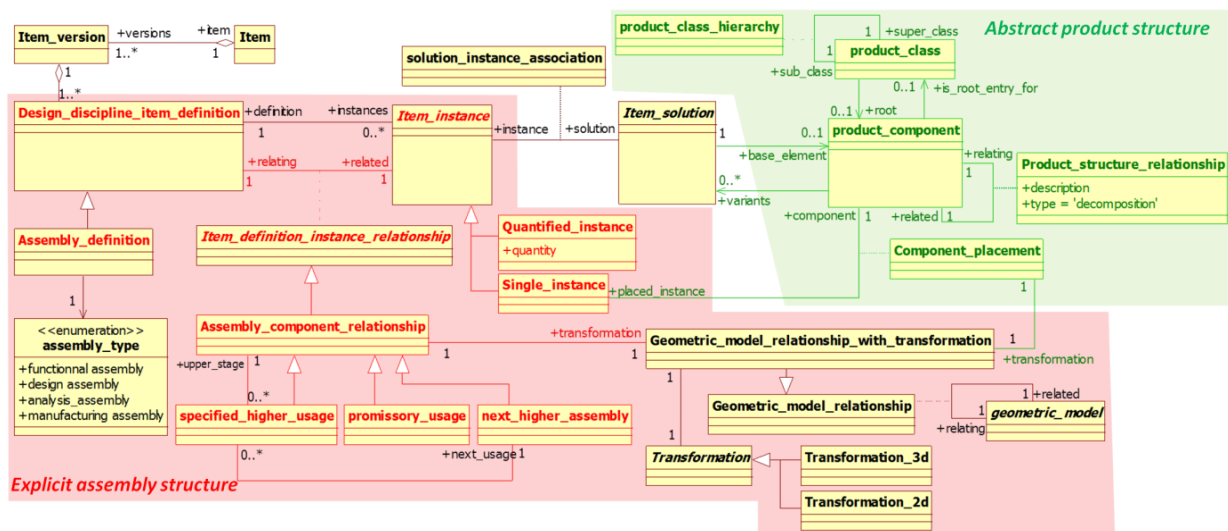 Item_version
+versions
1..*
+item
1
Item
1
1..*
solution_instance_association
product_class_hierarchy
1
+super_class
1
+sub_class
product_class
Abstract product structure
0..1
+is_root_entry_for
0..1
+root
Design_discipline_item_definition
+definition
1
+instances
0..*
+relating
1
+related
1
Item_instance
+instance
+solution
Item_solution
1
+base_element
0..1
0..*
+variants
product_component
+relating
1
+related
1
Product_structure_relationship
+description
+type = 'decomposition'
+component
1
Component_placement
1
Assembly_definition
1
<<enumeration>>
assembly_type
+functionnal assembly
+design assembly
+analysis_assembly
+manufacturing assembly
Item_definition_instance_relationship
Quantified_instance
+quantity
Single_instance
+placed_instance
Assembly_component_relationship
+upper_stage
1
0..*
1
+transformation
1
Geometric_model_relationship_with_transformation
1
+transformation
1
specified_higher_usage
0..*
promissory_usage
next_higher_assembly
+next_usage
1
Geometric_model_relationship
1
+related
1
+relating
geometric_model
1
Transformation
Transformation_3d
Transformation_2d
Explicit assembly structure